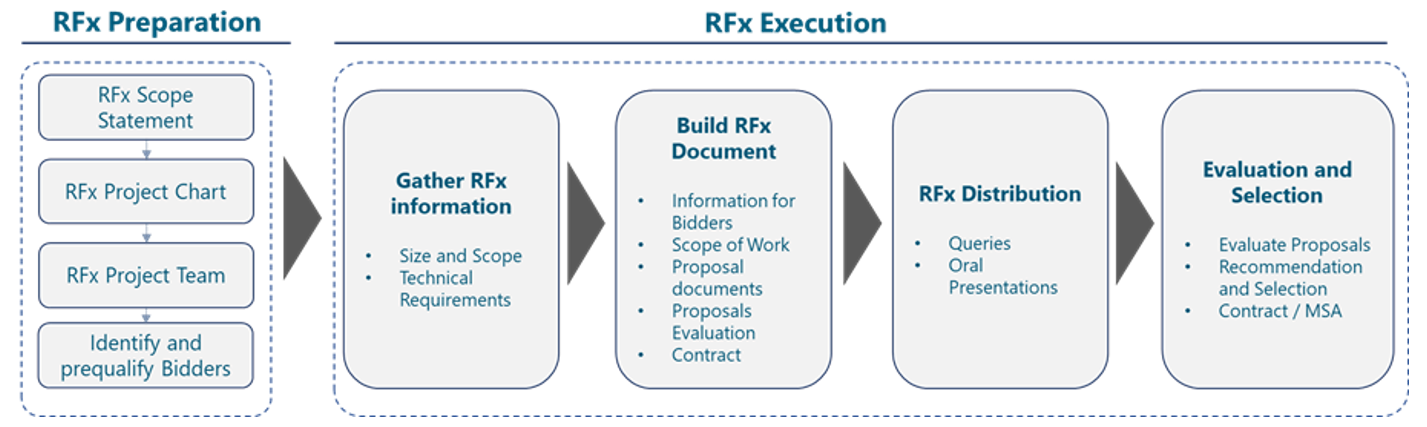 RFx Preparation
RFx Scope
Statement
RFx Project Chart
RFx Project Team
Identify and
prequalify Bidders
RFx Execution
Gather RFx
information
• Size and Scope
• Technical
Requirements
Build RFx
Document
• Information for
Bidders
• Scope of Work
• Proposal
documents
• Proposals
Evaluation
• Contract
RFx Distribution
• Queries
• Oral
Presentations
Evaluation and
Selection
• Evaluate Proposals
• Recommendation
and Selection
• Contract / MSA